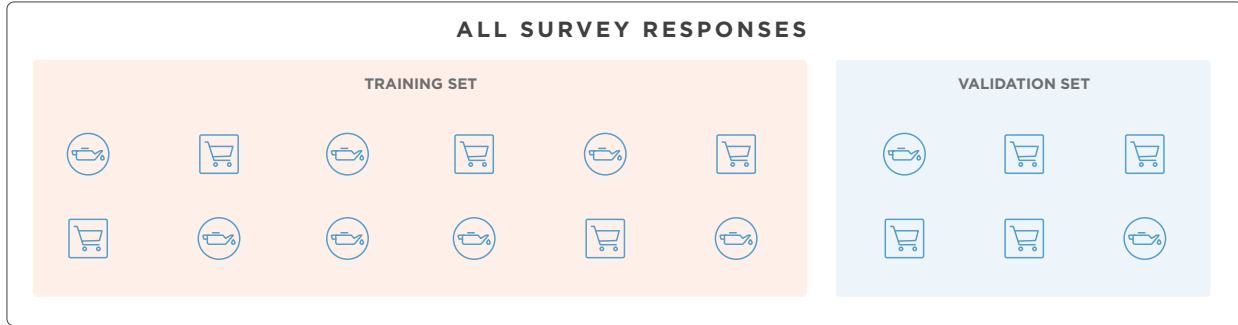 ALL SURVEY RESPONSES
TRAINING SET
VALIDATION SET